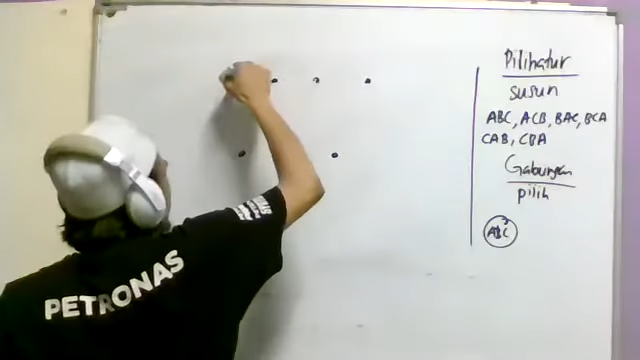 Pilihatur
susun
ABC, ACB, BAC, BCA
CAB, CBA
Gabungan
pilih
ABC
PETRONAS